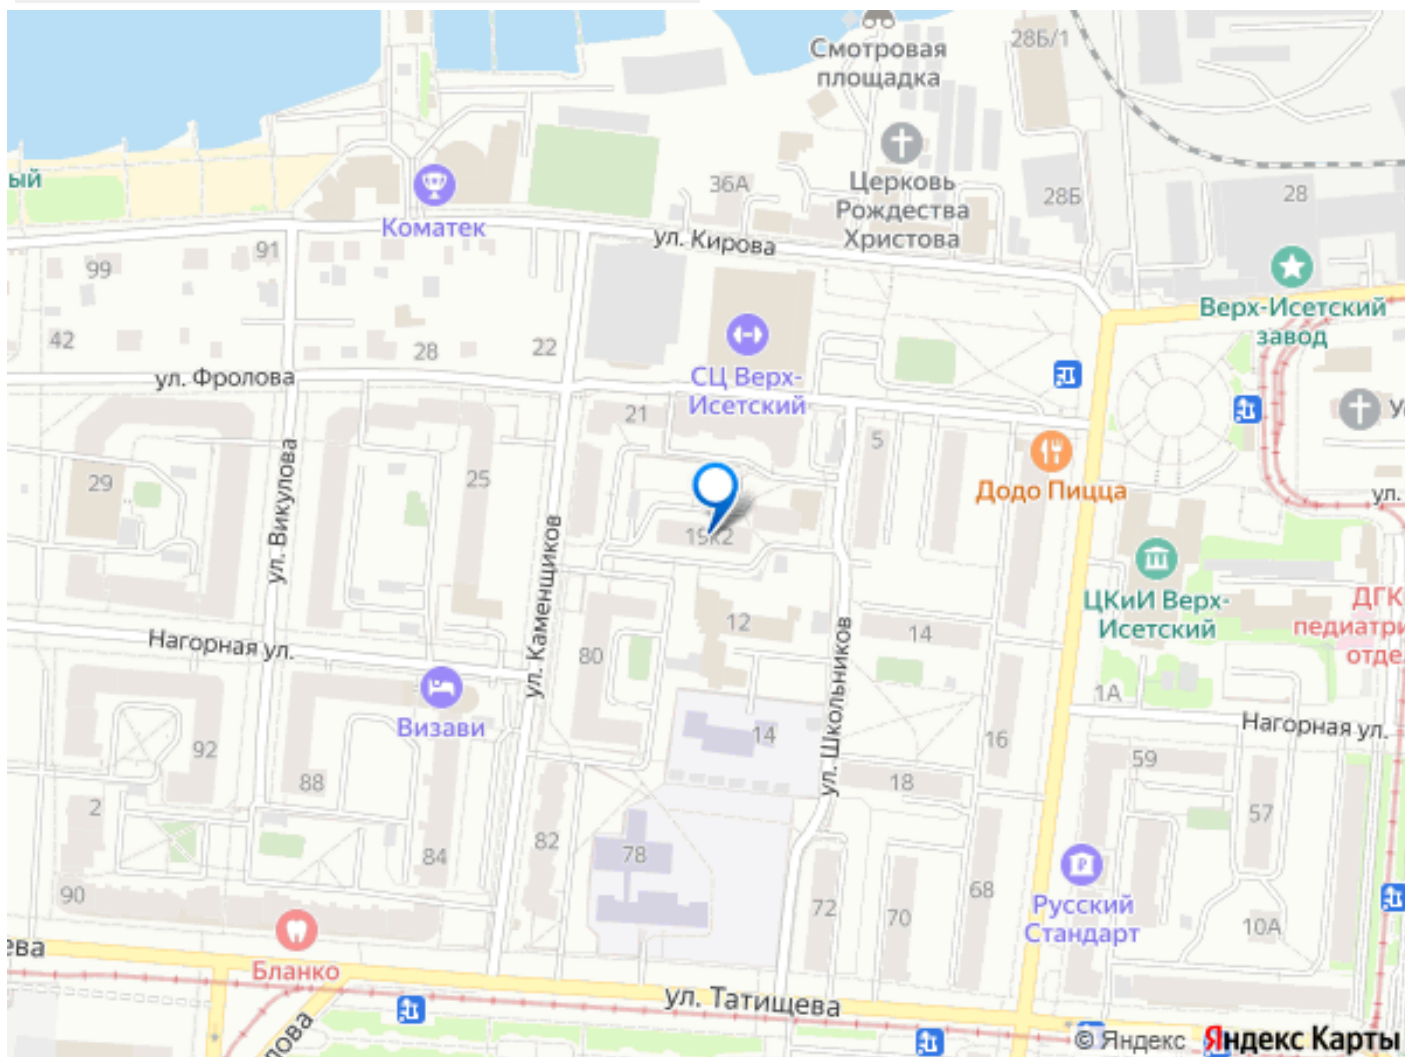 Смотровая
площадка
28Б/1
ый
Коматек
36А
Церковь
Рождества
Христова
28Б
28
ул. Кирова
99
91
Верх-Исетский
завод
42
28
22
ул. Фролова
СЦ Верх-
Исетский
21
5
29
25
Додо Пицца
ул.
ул. Викулова
ул. Каменщиков
19к2
ЦКиИ Верх-
Исетский
ДГК
педиатри
отде
Нагорная ул.
80
12
14
ул. Школьников
1А
Нагорная ул.
Визави
92
88
14
16
59
2
84
82
18
57
78
90
72
70
68
Русский
Стандарт
10А
Бланко
ева
ул. Татищева
лова
© Яндекс
Яндекс Карты